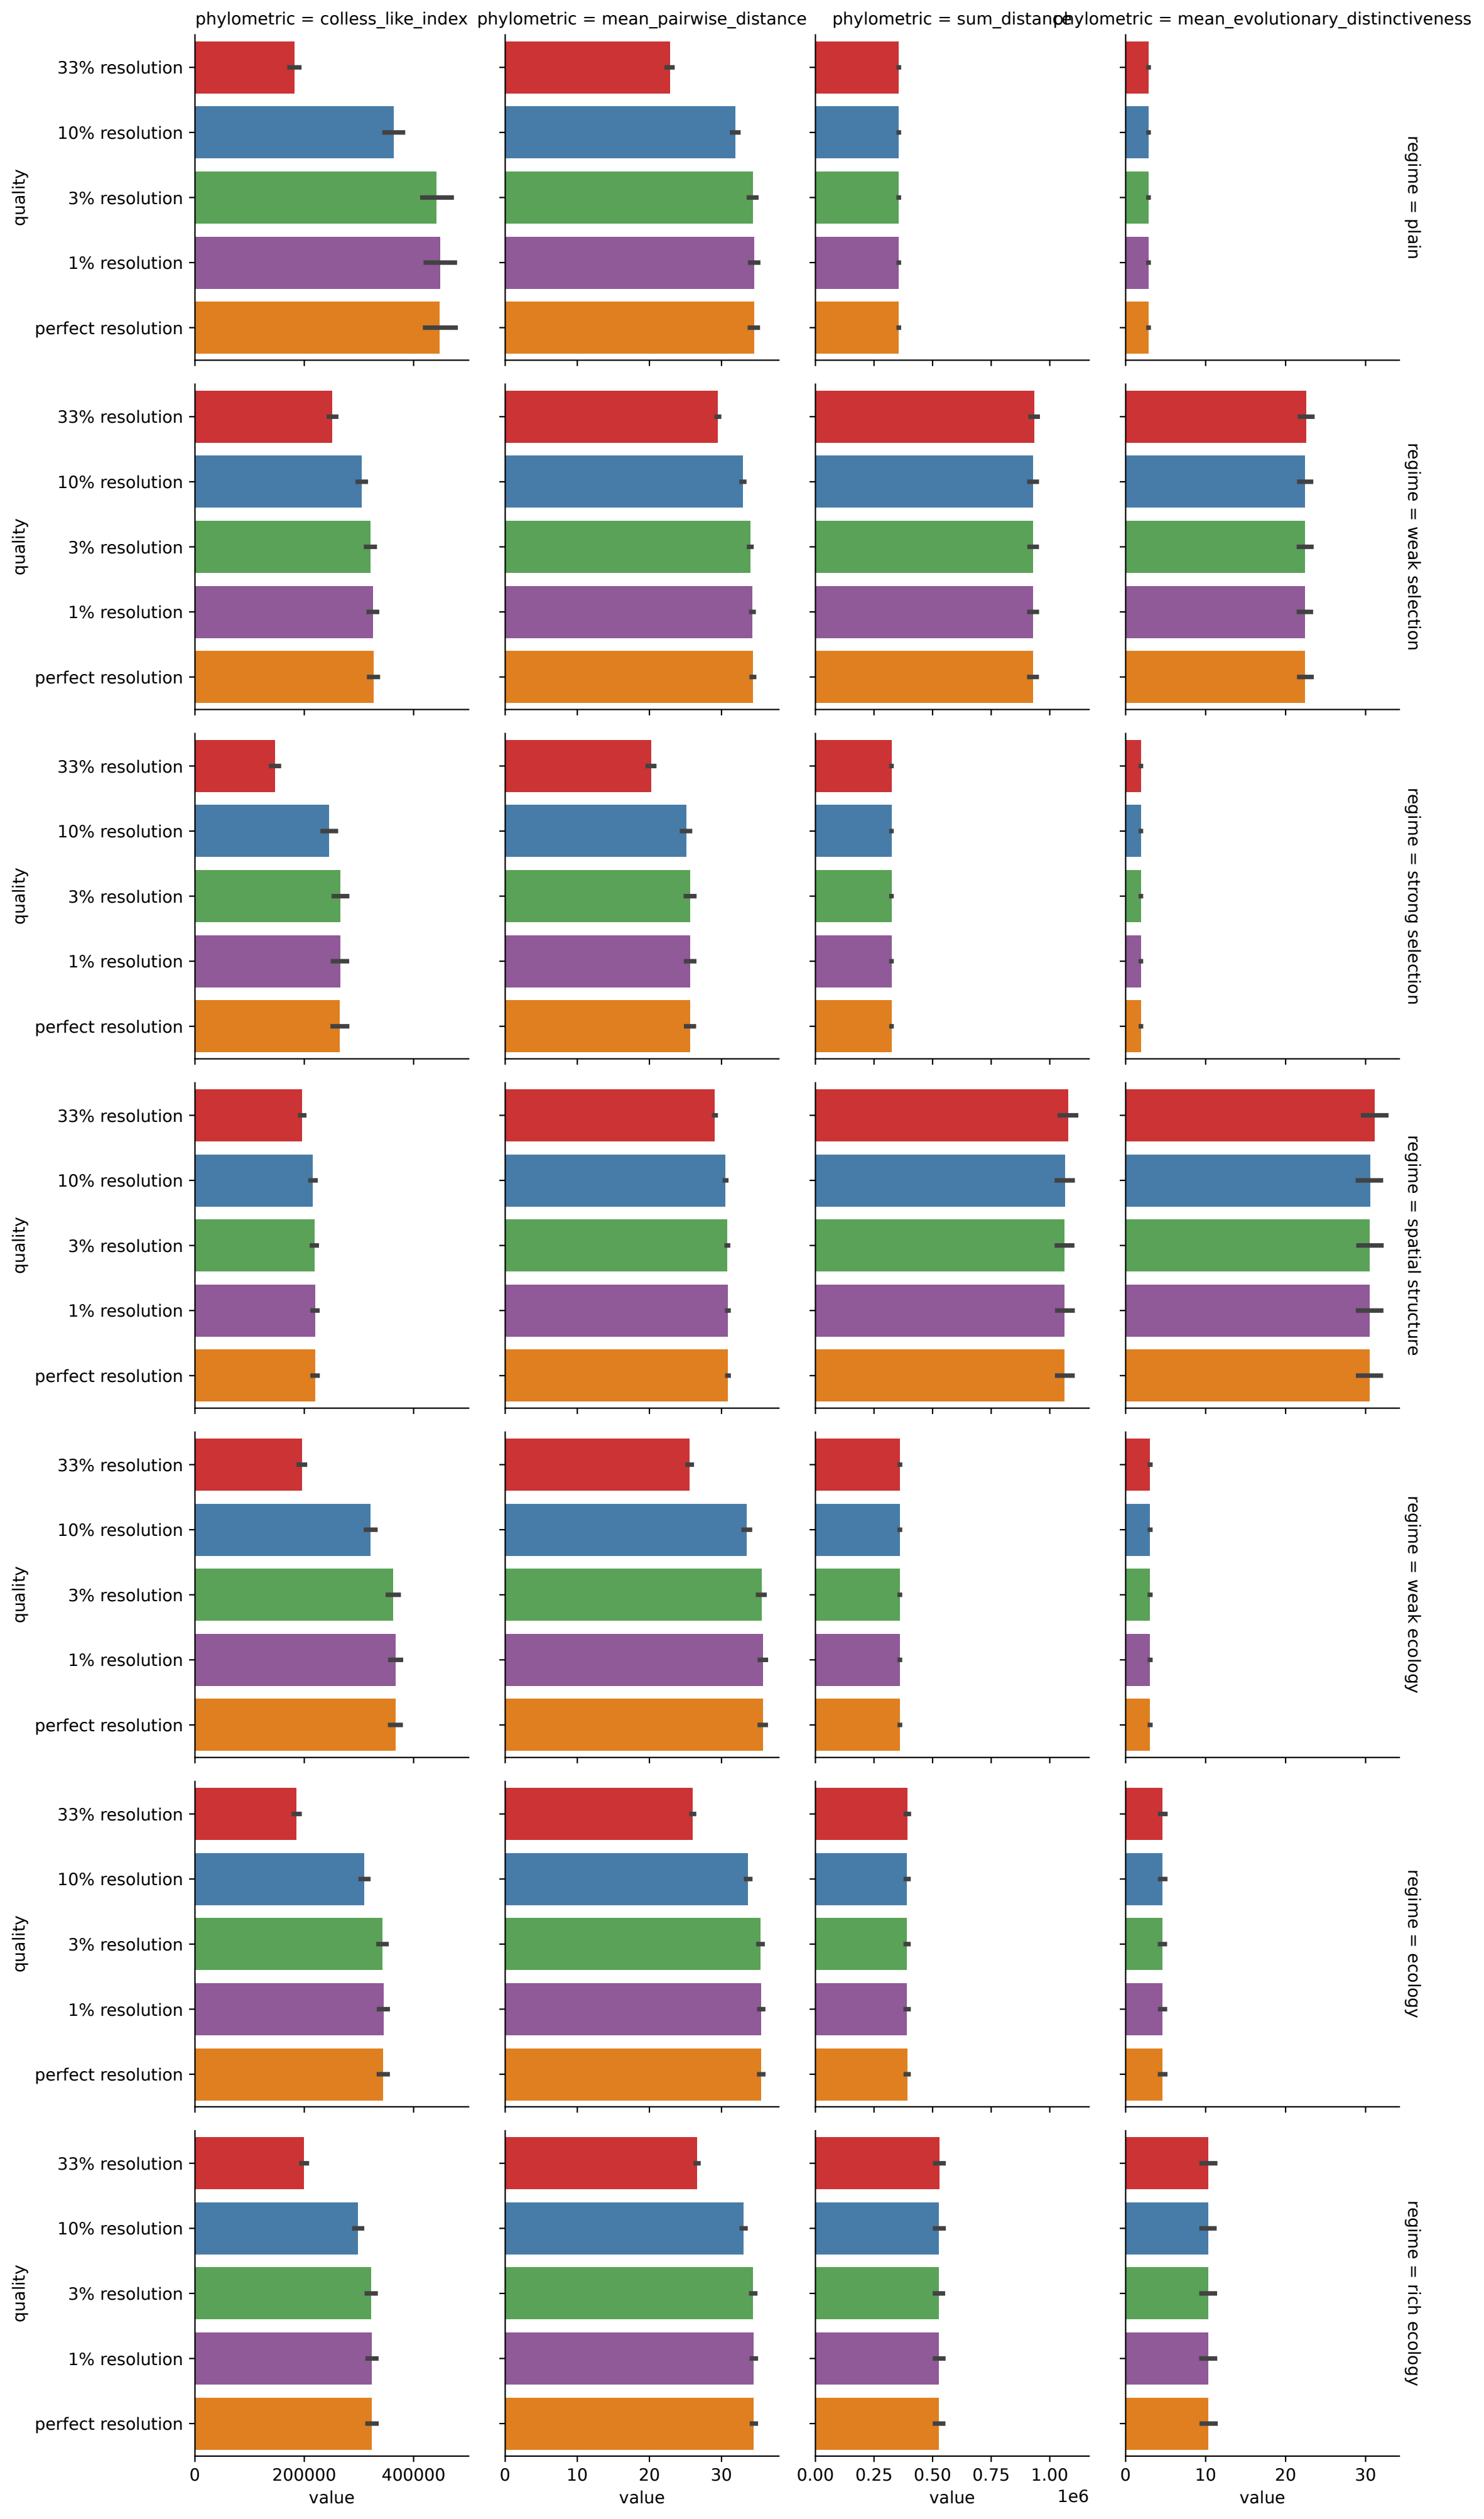 phylometric = colless_like_index
phylometric = mean_pairwise_distance
phylometric = sum_distance
phylometric = mean_evolutionary_distinctiveness
33% resolution
10% resolution
3% resolution
1% resolution
perfect resolution
quality
regime = plain
33% resolution
10% resolution
3% resolution
1% resolution
perfect resolution
quality
regime = weak selection
33% resolution
10% resolution
3% resolution
1% resolution
perfect resolution
quality
regime = strong selection
33% resolution
10% resolution
3% resolution
1% resolution
perfect resolution
quality
regime = spatial structure
33% resolution
10% resolution
3% resolution
1% resolution
perfect resolution
quality
regime = weak ecology
33% resolution
10% resolution
3% resolution
1% resolution
perfect resolution
quality
regime = ecology
33% resolution
10% resolution
3% resolution
1% resolution
perfect resolution
quality
regime = rich ecology
0 200000 400000
value
0 10 20 30
value
0.00 0.25 0.50 0.75 1.00
1e6
value
0 10 20 30
value